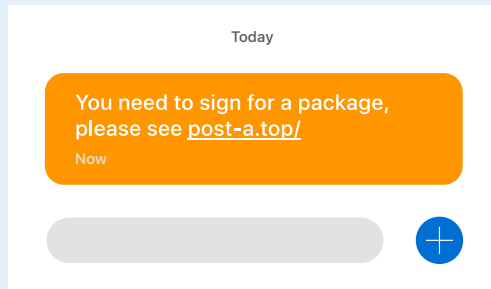 Today
You need to sign for a package,
please see post-a.top/
Now